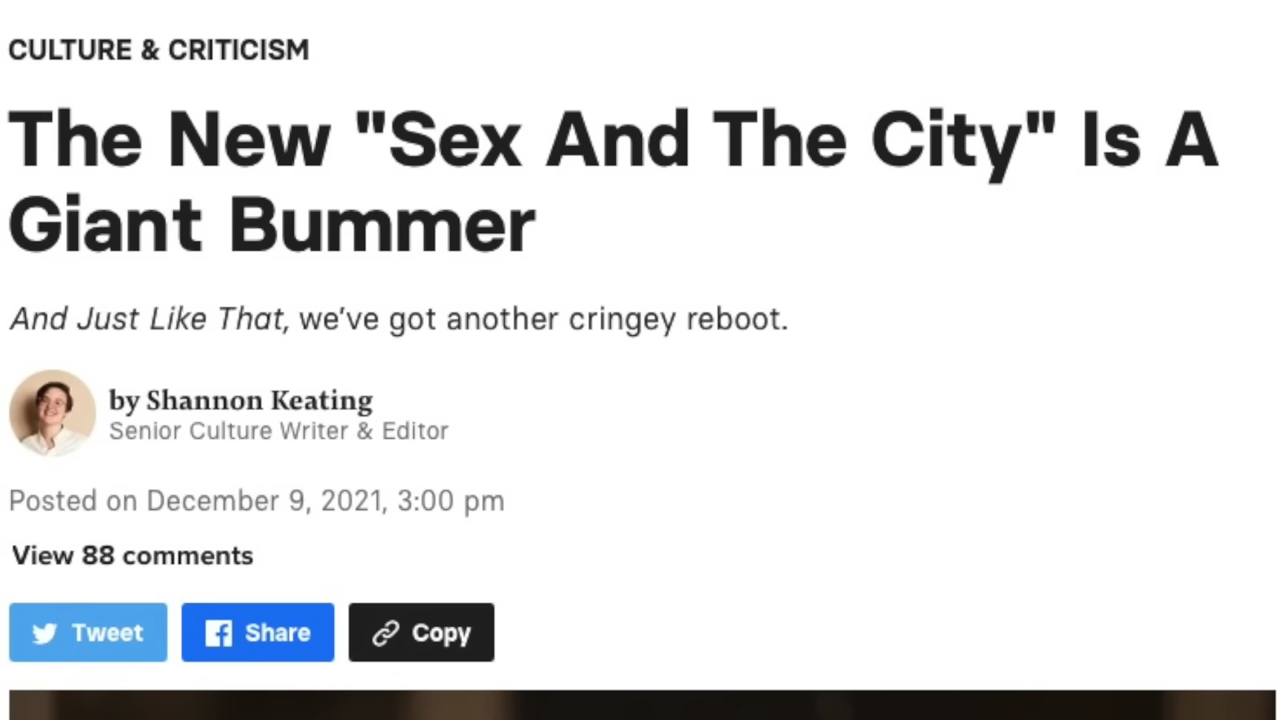 CULTURE & CRITICISM
The New "Sex And The City" Is A
Giant Bummer
And Just Like That, we’ve got another cringey reboot.
by Shannon Keating
Senior Culture Writer & Editor
Posted on December 9, 2021, 3:00 pm
View 88 comments
Tweet Share Copy